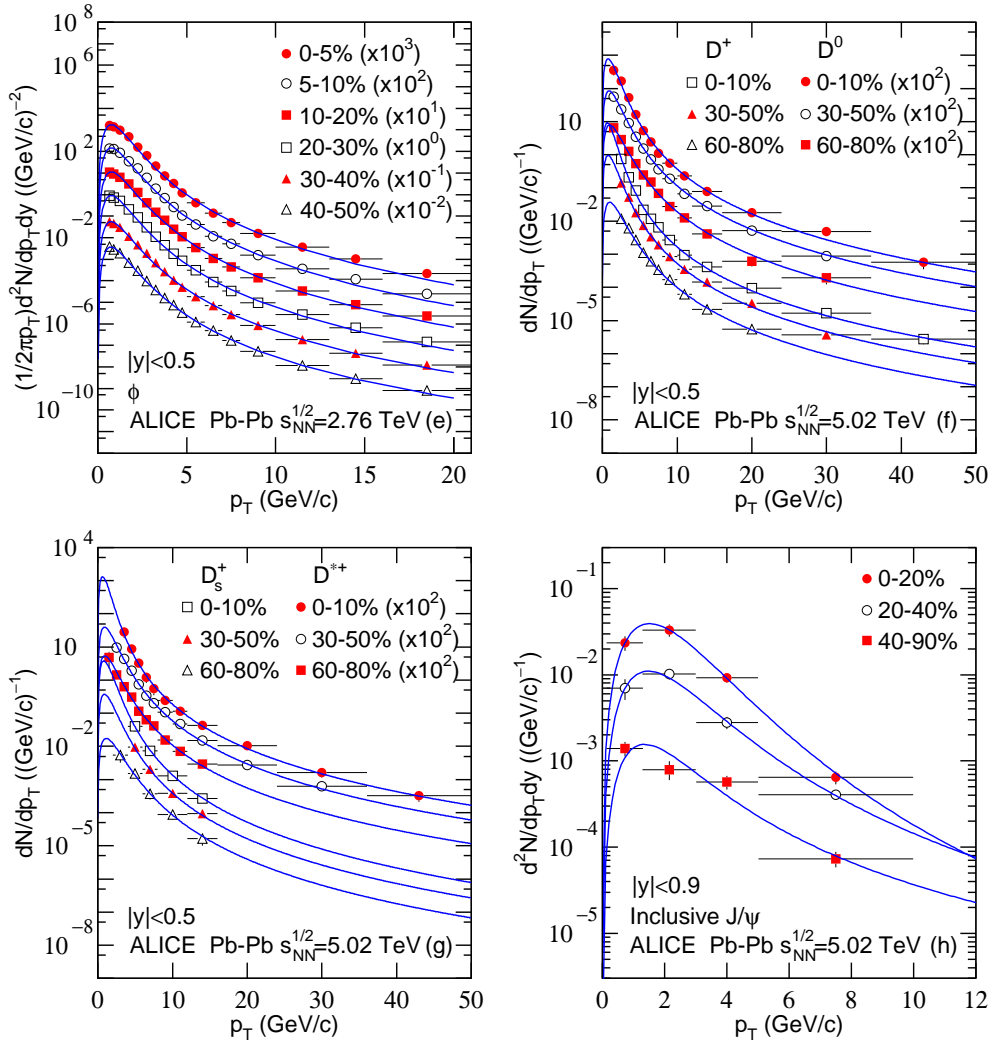 10^8
10^6
10^2
10^−2
10^−6
10^−10
0-5% (x10^3)
5-10% (x10^2)
10-20% (x10^1)
20-30% (x10^0)
30-40% (x10^-1)
40-50% (x10^-2)
(1/2πp_T)d^2N/dp_Tdy ((GeV/c)^−2
|y|<0.5
ϕ
ALICE Pb-Pb s_NN^1/2=2.76 TeV (e)
0 5 10 15 20
p_T (GeV/c)
D^+ D^0
0-10% 0-10% (x10^2)
30-50% 30-50% (x10^2)
60-80% 60-80% (x10^2)
10
10^−2
10^−5
10^−8
dN/dp_T ((GeV/c)^−1
|y|<0.5
ALICE Pb-Pb s_NN^1/2=5.02 TeV (f)
0 10 20 30 40 50
p_T (GeV/c)
D_s^+ D^*+
0-10% 0-10% (x10^2)
30-50% 30-50% (x10^2)
60-80% 60-80% (x10^2)
10^4
10
10^−2
10^−5
10^−8
dN/dp_T ((GeV/c)^−1
|y|<0.5
ALICE Pb-Pb s_NN^1/2=5.02 TeV (g)
0 10 20 30 40 50
p_T (GeV/c)
0-20%
20-40%
40-90%
10^−1
10^−2
10^−3
10^−4
10^−5
d^2N/dp_Tdy ((GeV/c)^−1
|y|<0.9
Inclusive J/ψ
ALICE Pb-Pb s_NN^1/2=5.02 TeV (h)
0 2 4 6 8 10 12
p_T (GeV/c)